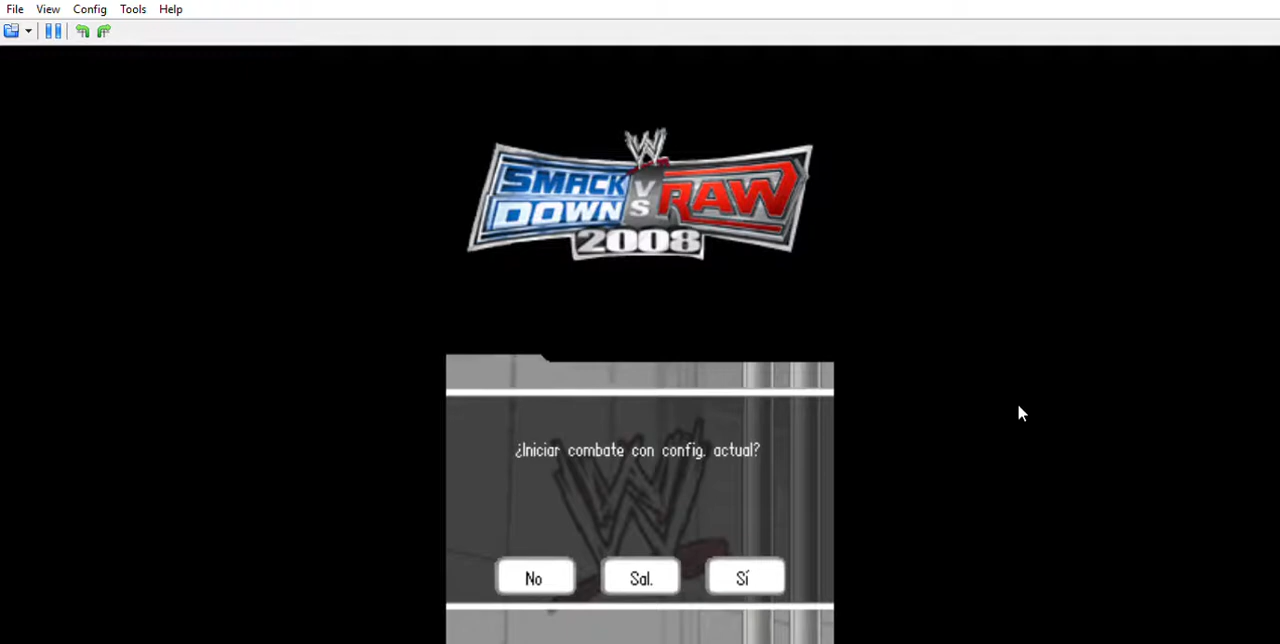 File View Config Tools Help
W
SMACK DOWN VS RAW
2008
¿Iniciar combate con config. actual?
No Sal. Sí